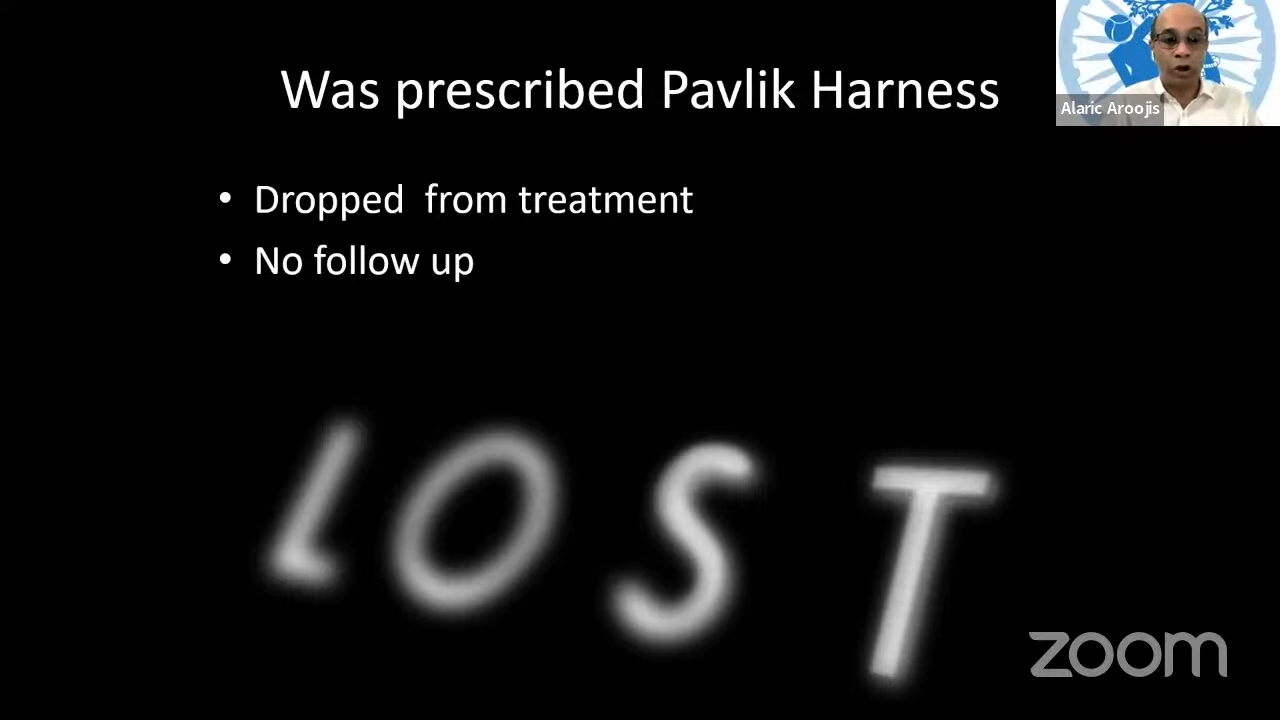 Was prescribed Pavlik Harness
Alaric Aroojis
• Dropped from treatment
• No follow up
LOST
zoom